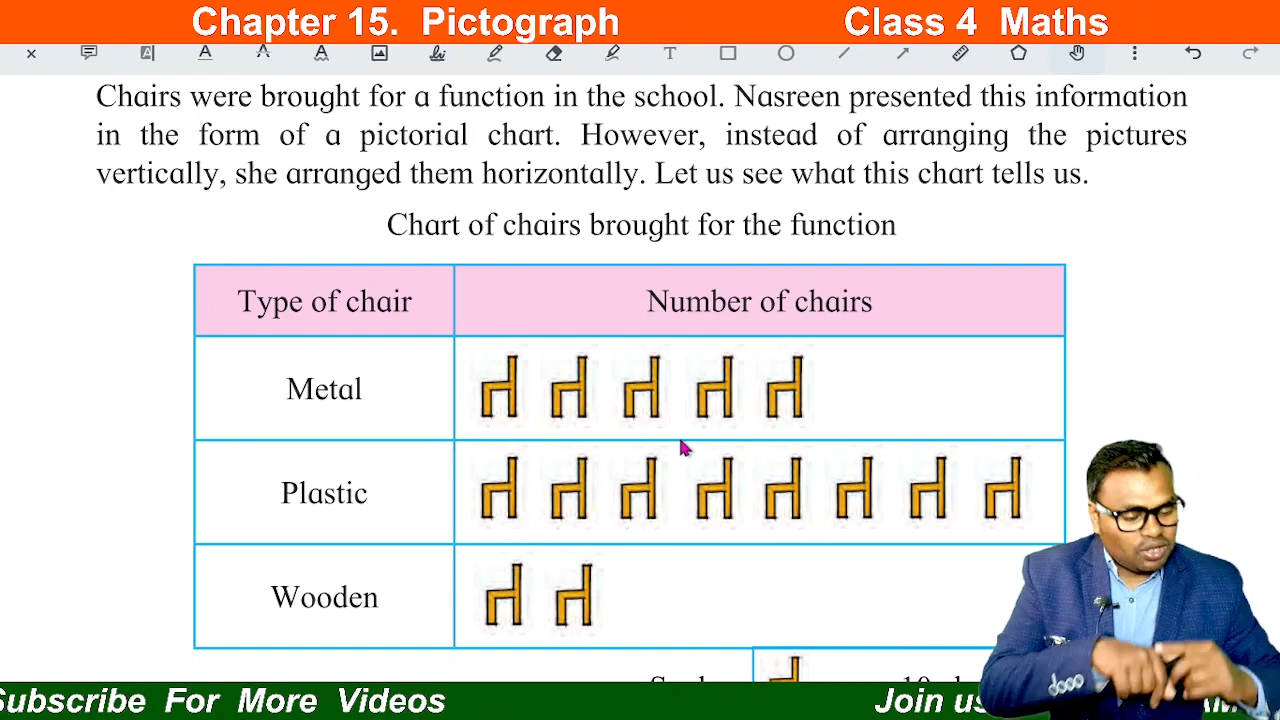 Chapter 15. Pictograph Class 4 Maths
Chairs were brought for a function in the school. Nasreen presented this information
in the form of a pictorial chart. However, instead of arranging the pictures
vertically, she arranged them horizontally. Let us see what this chart tells us.
Chart of chairs brought for the function
Type of chair Number of chairs
Metal
Plastic
Wooden
10
Subscribe For More Videos Join us